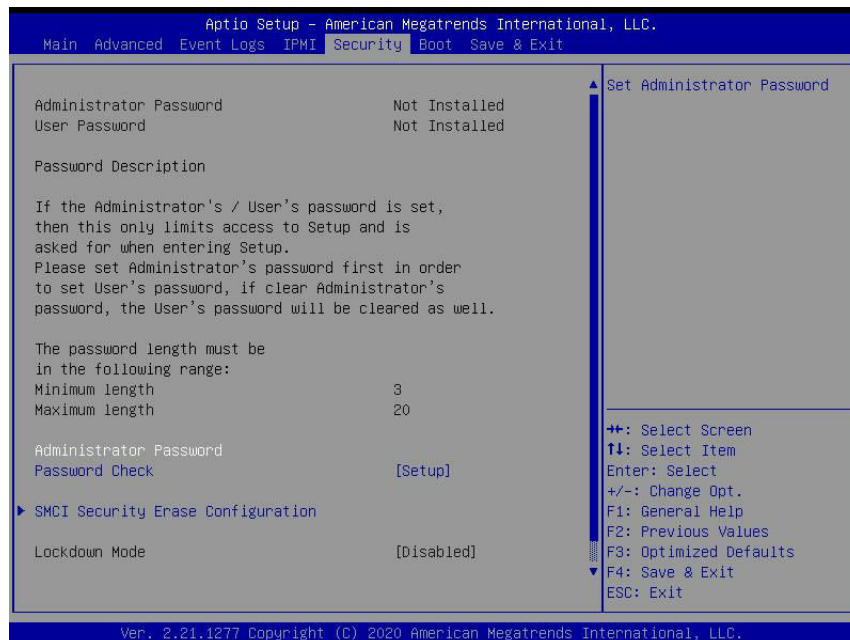 Aptio Setup – American Megatrends International, LLC.
Main Advanced Event Logs IPMI Security Boot Save & Exit
Administrator Password Not Installed
User Password Not Installed
Password Description
If the Administrator's / User's password is set,
then this only limits access to Setup and is
asked for when entering Setup.
Please set Administrator's password first in order
to set User's password, if clear Administrator's
password, the User's password will be cleared as well.
The password length must be
in the following range:
Minimum length 3
Maximum length 20
Administrator Password
Password Check [Setup]
SMCI Security Erase Configuration
Lockdown Mode [Disabled]
Set Administrator Password
→←: Select Screen
↑↓: Select Item
Enter: Select
+/-: Change Opt.
F1: General Help
F2: Previous Values
F3: Optimized Defaults
F4: Save & Exit
ESC: Exit
Ver. 2.21.1277 Copyright (C) 2020 American Megatrends International, LLC.